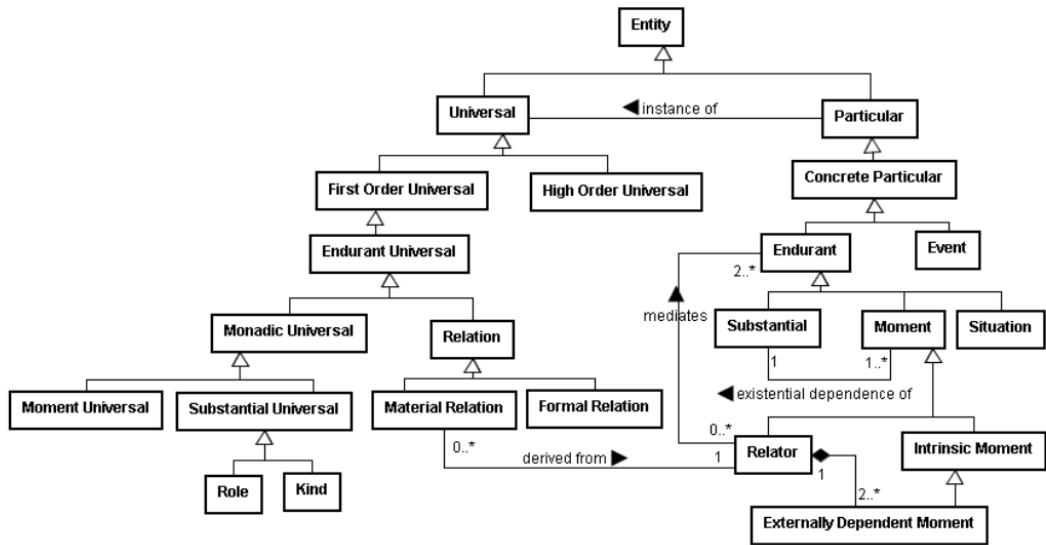 Entity
Universal
◀ instance of
Particular
First Order Universal
High Order Universal
Concrete Particular
Endurant Universal
Endurant
Event
2..*
Monadic Universal
Relation
mediates
Substantial
Moment
Situation
1
1..*
Moment Universal
Substantial Universal
Material Relation
Formal Relation
◀ existential dependence of
0..*
derived from ▶
0..*
1
Relator
1
Intrinsic Moment
Role
Kind
2..*
Externally Dependent Moment